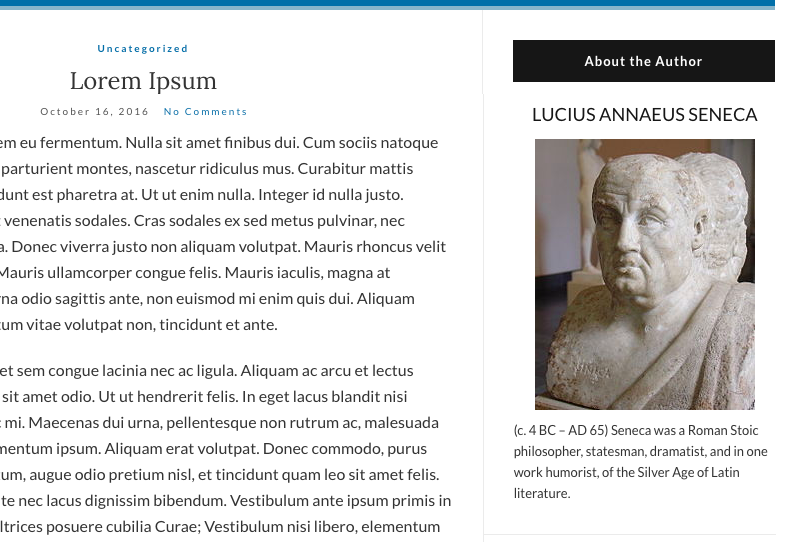 Uncategorized
Lorem Ipsum
October 16, 2016 No Comments
em eu fermentum. Nulla sit amet finibus dui. Cum sociis natoque
parturient montes, nascetur ridiculus mus. Curabitur mattis
dunt est pharetra at. Ut ut enim nulla. Integer id nulla justo.
t venenatis sodales. Cras sodales ex sed metus pulvinar, nec
a. Donec viverra justo non aliquam volutpat. Mauris rhoncus velit
Mauris ullamcorper congue felis. Mauris iaculis, magna at
rna odio sagittis ante, non euismod mi enim quis dui. Aliquam
tum vitae volutpat non, tincidunt et ante.
et sem congue lacinia nec ac ligula. Aliquam ac arcu et lectus
sit amet odio. Ut ut hendrerit felis. In eget lacus blandit nisi
c mi. Maecenas dui urna, pellentesque non rutrum ac, malesuada
mentum ipsum. Aliquam erat volutpat. Donec commodo, purus
tum, augue odio pretium nisl, et tincidunt quam leo sit amet felis.
te nec lacus dignissim bibendum. Vestibulum ante ipsum primis in
ltrices posuere cubilia Curae; Vestibulum nisi libero, elementum
About the Author
LUCIUS ANNAEUS SENECA
(c. 4 BC – AD 65) Seneca was a Roman Stoic
philosopher, statesman, dramatist, and in one
work humorist, of the Silver Age of Latin
literature.